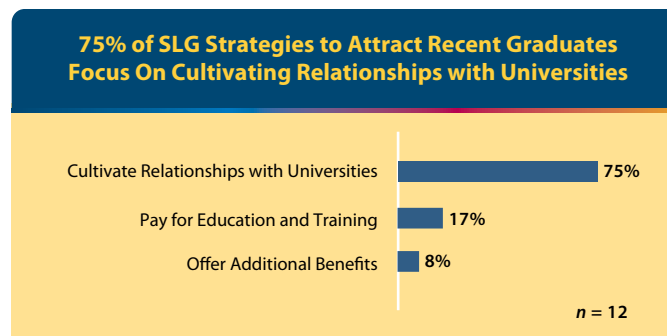 75% of SLG Strategies to Attract Recent Graduates
Focus On Cultivating Relationships with Universities
Cultivate Relationships with Universities 75%
Pay for Education and Training 17%
Offer Additional Benefits 8%
n = 12